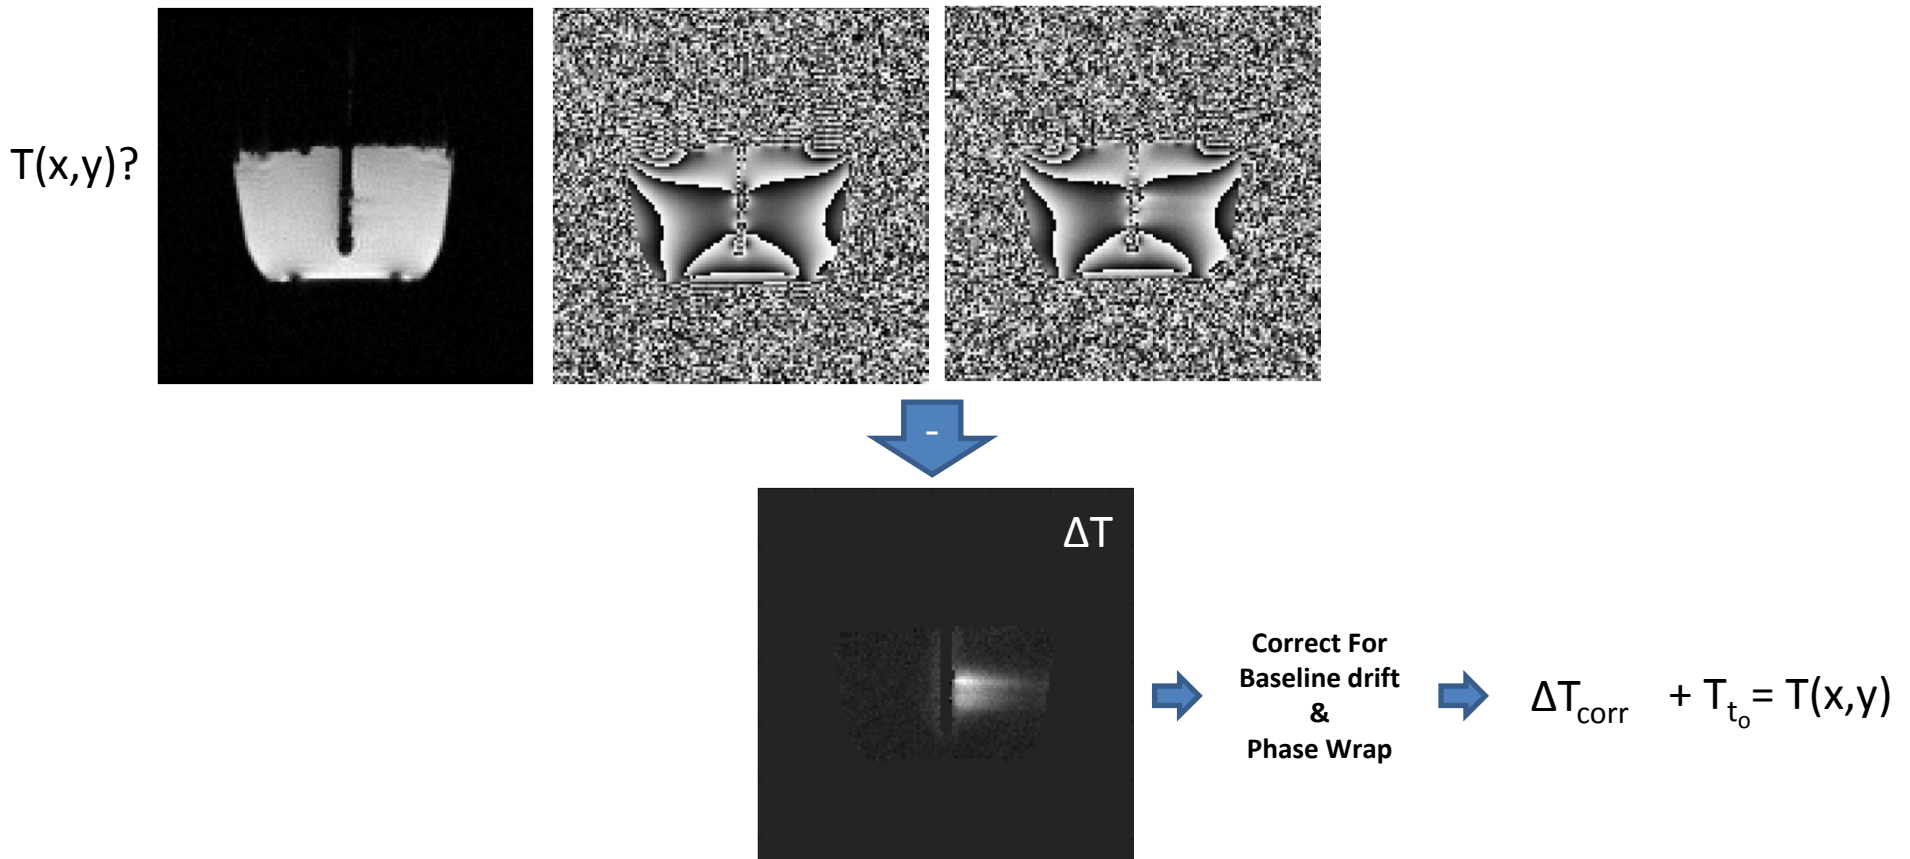 T(x,y)?
-
ΔT
Correct For
Baseline drift
&
Phase Wrap
ΔTcorr + Tto= T(x,y)